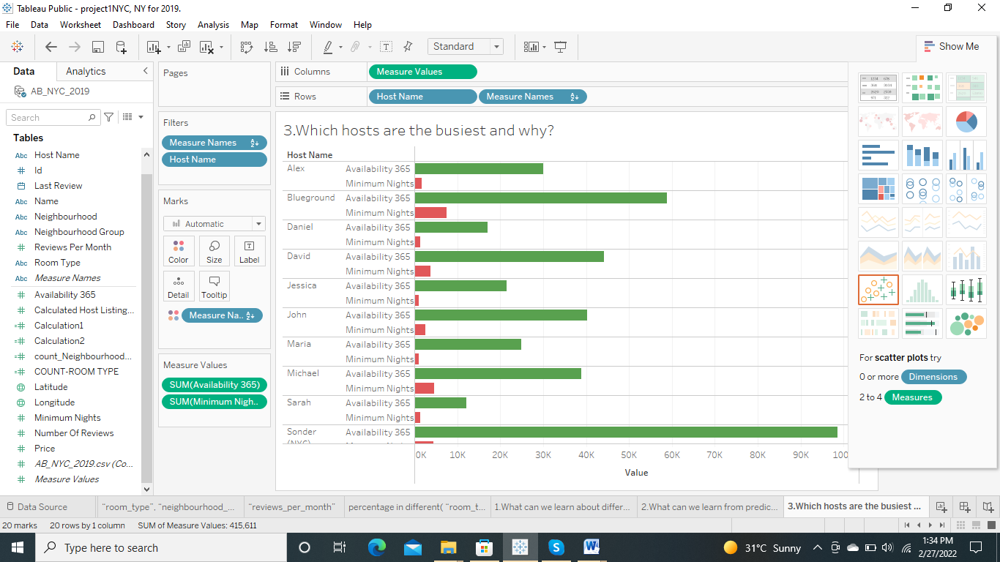 Tableau Public - project1NYC, NY for 2019.
File Data Worksheet Dashboard Story Analysis Map Format Window Help
Standard
Show Me
Data Analytics
AB_NYC_2019
Search
Tables
Abc Host Name
Id
Last Review
Abc Name
Abc Neighbourhood
Abc Neighbourhood Group
Reviews Per Month
Abc Room Type
Abc Measure Names
Availability 365
Calculated Host Listing...
Calculation1
Calculation2
count_Neighbourhood...
COUNT-ROOM TYPE
Latitude
Longitude
Minimum Nights
Number Of Reviews
Price
AB_NYC_2019.csv (Co...
Measure Values
Pages
Filters
Measure Names
Host Name
Marks
Automatic
Color Size Label
Detail Tooltip
Measure Na..
Measure Values
SUM(Availability 365)
SUM(Minimum Nigh..
Columns Measure Values
Rows Host Name Measure Names
3.Which hosts are the busiest and why?
Host Name
Alex Availability 365
Minimum Nights
Blueground Availability 365
Minimum Nights
Daniel Availability 365
Minimum Nights
David Availability 365
Minimum Nights
Jessica Availability 365
Minimum Nights
John Availability 365
Minimum Nights
Maria Availability 365
Minimum Nights
Michael Availability 365
Minimum Nights
Sarah Availability 365
Minimum Nights
Sonder Availability 365
0K 10K 20K 30K 40K 50K 60K 70K 80K 90K 100
Value
For scatter plots try
0 or more Dimensions
2 to 4 Measures
Data Source "room_type", "neighbourhood_... "reviews_per_month" percentage in different( "room_t... 1.What can we learn about differ... 2.What can we learn from predic... 3.Which hosts are the busiest ...
20 marks 20 rows by 1 column SUM of Measure Values: 415,611
Type here to search
31°C Sunny
1:34 PM
2/27/2022